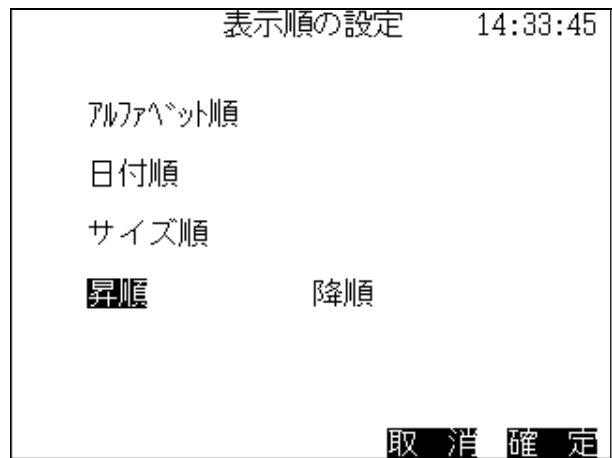 表示順の設定 14:33:45
ｱﾙﾌｧﾍﾞｯﾄ順
日付順
サイズ順
昇順 降順
取 消 確 定